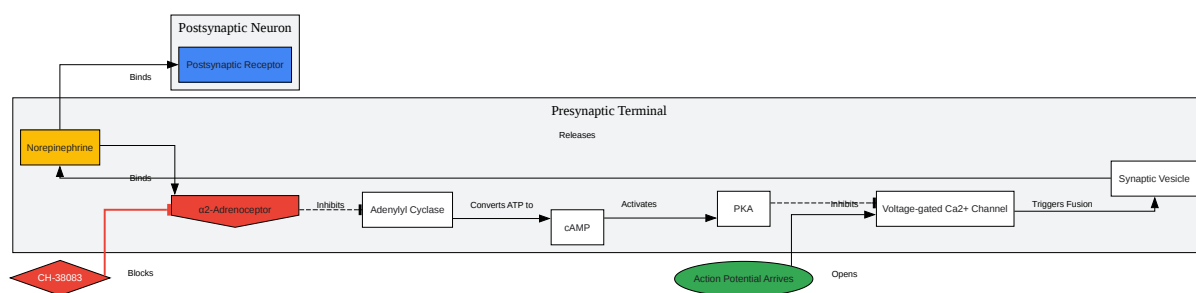 Postsynaptic Neuron
Postsynaptic Receptor
Binds
Presynaptic Terminal
Releases
Norepinephrine
Binds
Synaptic Vesicle
α2-Adrenoceptor
Inhibits
Adenylyl Cyclase
Converts ATP to
cAMP
Activates
PKA
Inhibits
Voltage-gated Ca2+ Channel
Triggers Fusion
CH-38083
Blocks
Action Potential Arrives
Opens